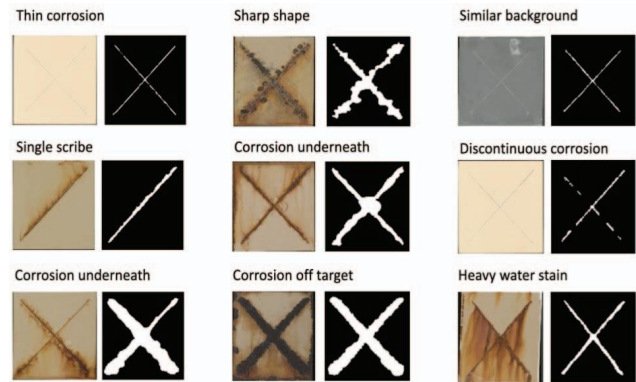 Thin corrosion
Sharp shape
Similar background
Single scribe
Corrosion underneath
Discontinuous corrosion
Corrosion underneath
Corrosion off target
Heavy water stain